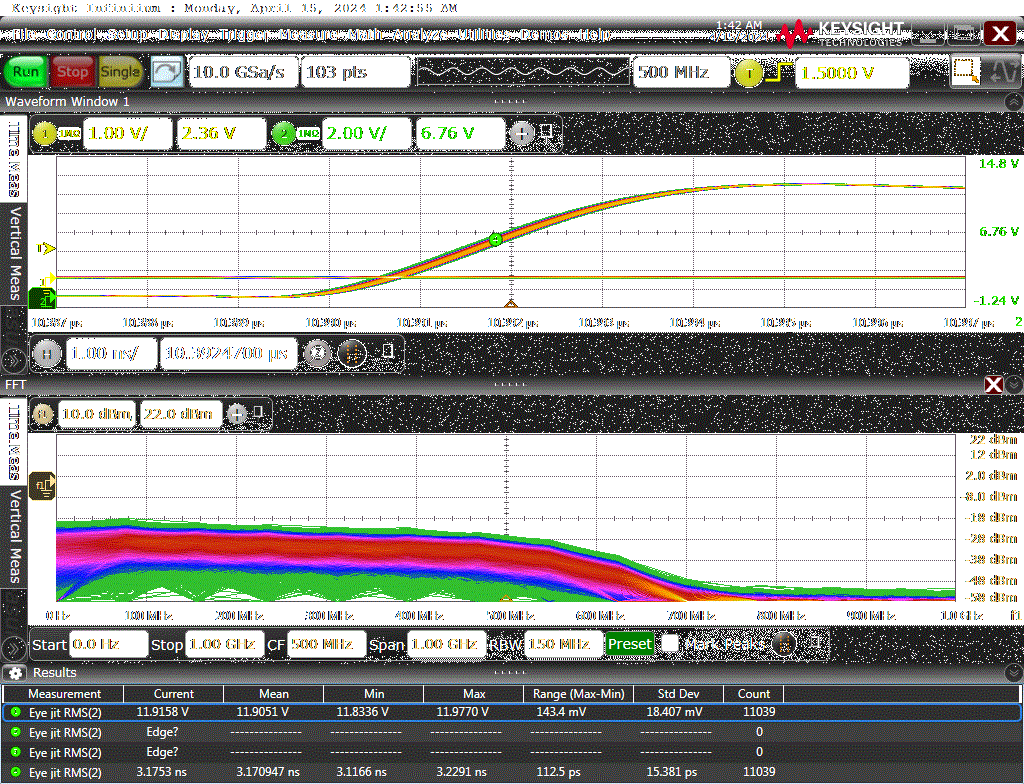 Keysight Infiniium : Monday, April 15, 2024 1:42:55 AM
File Control Setup Display Trigger Measure Math Analyze Utilities Demos Help
1:42 AM
KEYSIGHT
TECHNOLOGIES
Run Stop Single 10.0 GSa/s 103 pts 500 MHz T 1.5000 V
Waveform Window 1
1 1MΩ 1.00 V/ 2.36 V 2 1MΩ 2.00 V/ 6.76 V
Time Meas
Vertical Meas
14.8 V
6.76 V
-1.24 V
10.387 µs 10.388 µs 10.389 µs 10.390 µs 10.391 µs 10.392 µs 10.393 µs 10.394 µs 10.395 µs 10.396 µs 10.397 µs 2
H 1.00 ns/ 10.3924700 µs
FFT
10.0 dBm/ 22.0 dBm
Time Meas
Vertical Meas
22 dBm
12 dBm
2.0 dBm
-8.0 dBm
-18 dBm
-28 dBm
-38 dBm
-48 dBm
-58 dBm
0.0 Hz 100 MHz 200 MHz 300 MHz 400 MHz 500 MHz 600 MHz 700 MHz 800 MHz 900 MHz 1.0 GHz f1
Start 0.0 Hz Stop 1.00 GHz CF 500 MHz Span 1.00 GHz RBW 150 MHz Preset Mark Peaks
Results
Measurement Current Mean Min Max Range (Max-Min) Std Dev Count
Eye jit RMS(2) 11.9158 V 11.9051 V 11.8336 V 11.9770 V 143.4 mV 18.407 mV 11039
Eye jit RMS(2) Edge? -------------- -------------- -------------- -------------- -------------- -------------- 0
Eye jit RMS(2) Edge? -------------- -------------- -------------- -------------- -------------- -------------- 0
Eye jit RMS(2) 3.1753 ns 3.170947 ns 3.1166 ns 3.2291 ns 112.5 ps 15.381 ps 11039